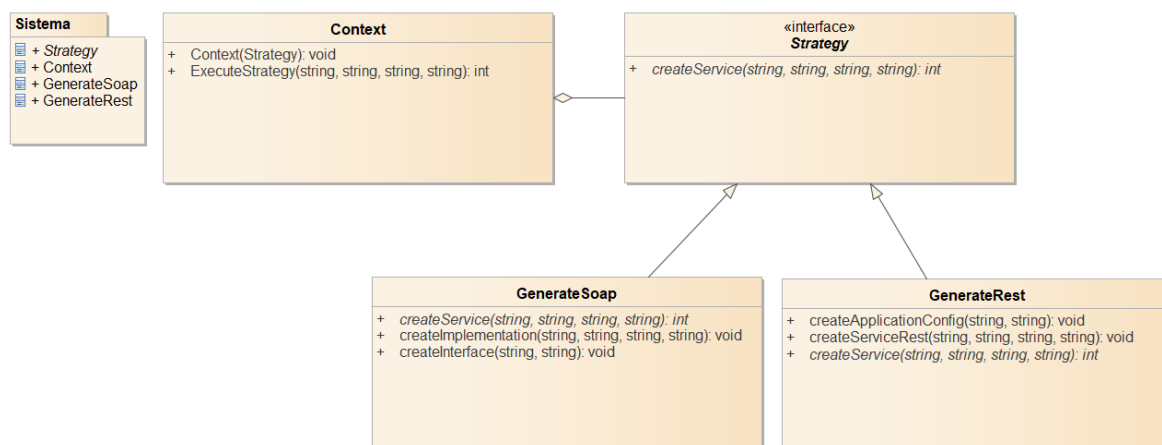 Sistema
+ Strategy
+ Context
+ GenerateSoap
+ GenerateRest
Context
+ Context(Strategy): void
+ ExecuteStrategy(string, string, string, string): int
«interface»
Strategy
+ createService(string, string, string, string): int
GenerateSoap
+ createService(string, string, string, string): int
+ createImplementation(string, string, string, string): void
+ createInterface(string, string): void
GenerateRest
+ createApplicationConfig(string, string): void
+ createServiceRest(string, string, string, string): void
+ createService(string, string, string, string): int